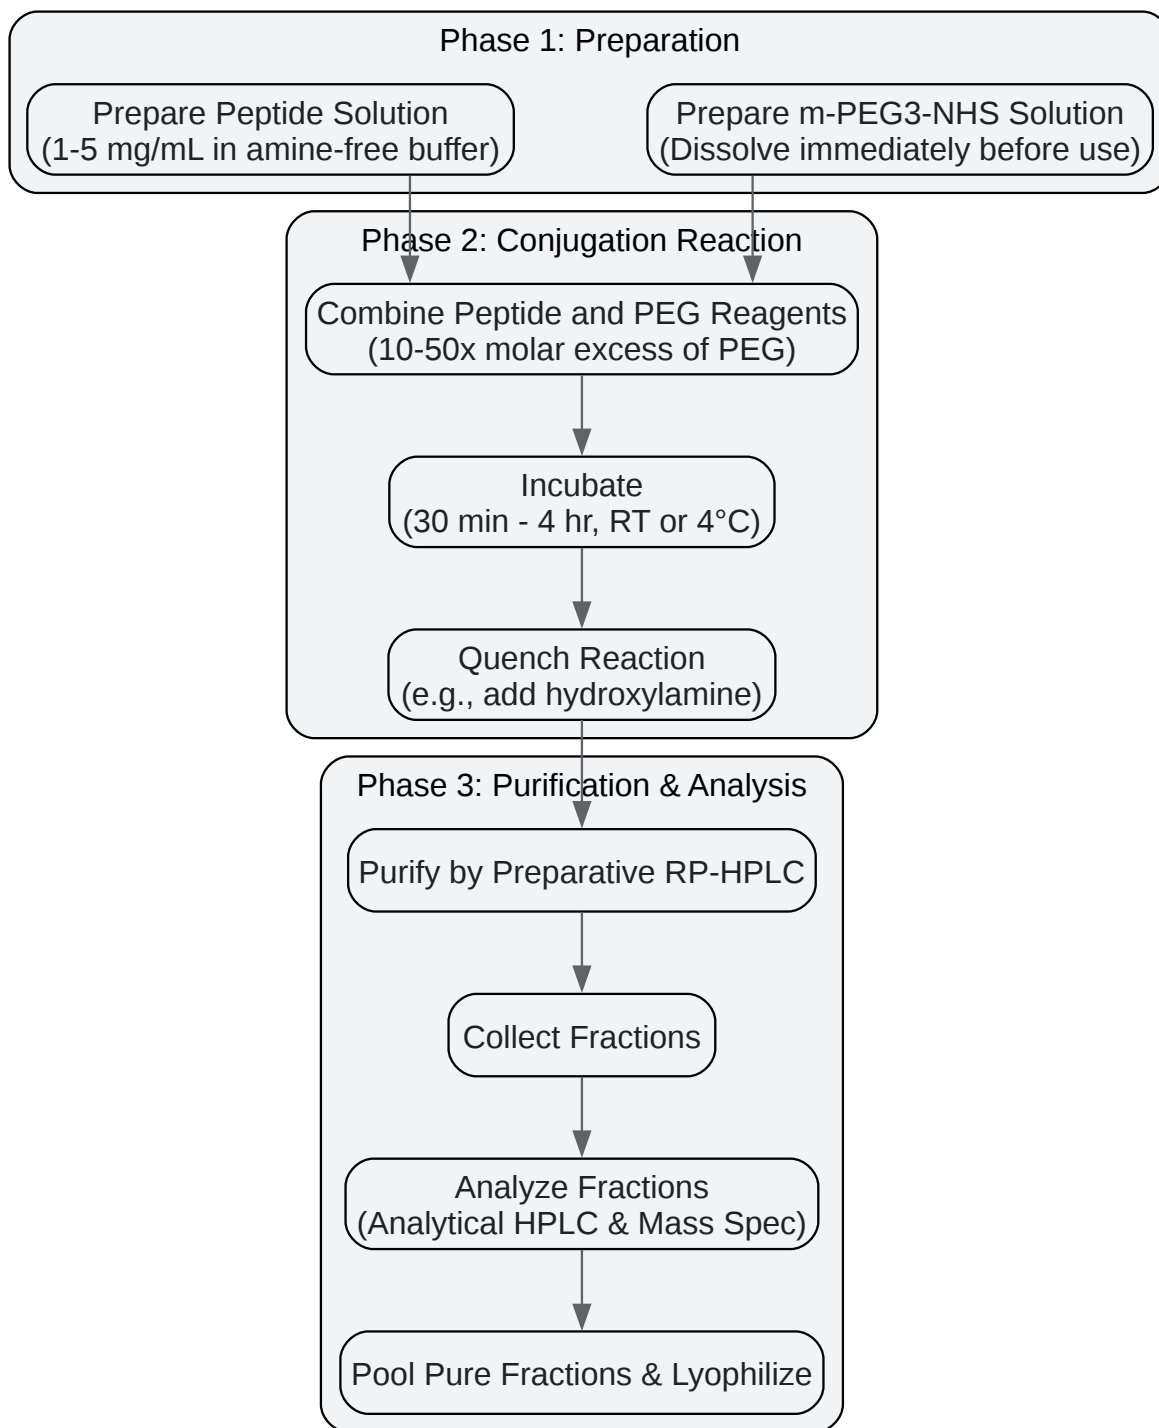 Phase 1: Preparation
Prepare Peptide Solution
(1-5 mg/mL in amine-free buffer)
Prepare m-PEG3-NHS Solution
(Dissolve immediately before use)
Phase 2: Conjugation Reaction
Combine Peptide and PEG Reagents
(10-50x molar excess of PEG)
Incubate
(30 min - 4 hr, RT or 4°C)
Quench Reaction
(e.g., add hydroxylamine)
Phase 3: Purification & Analysis
Purify by Preparative RP-HPLC
Collect Fractions
Analyze Fractions
(Analytical HPLC & Mass Spec)
Pool Pure Fractions & Lyophilize